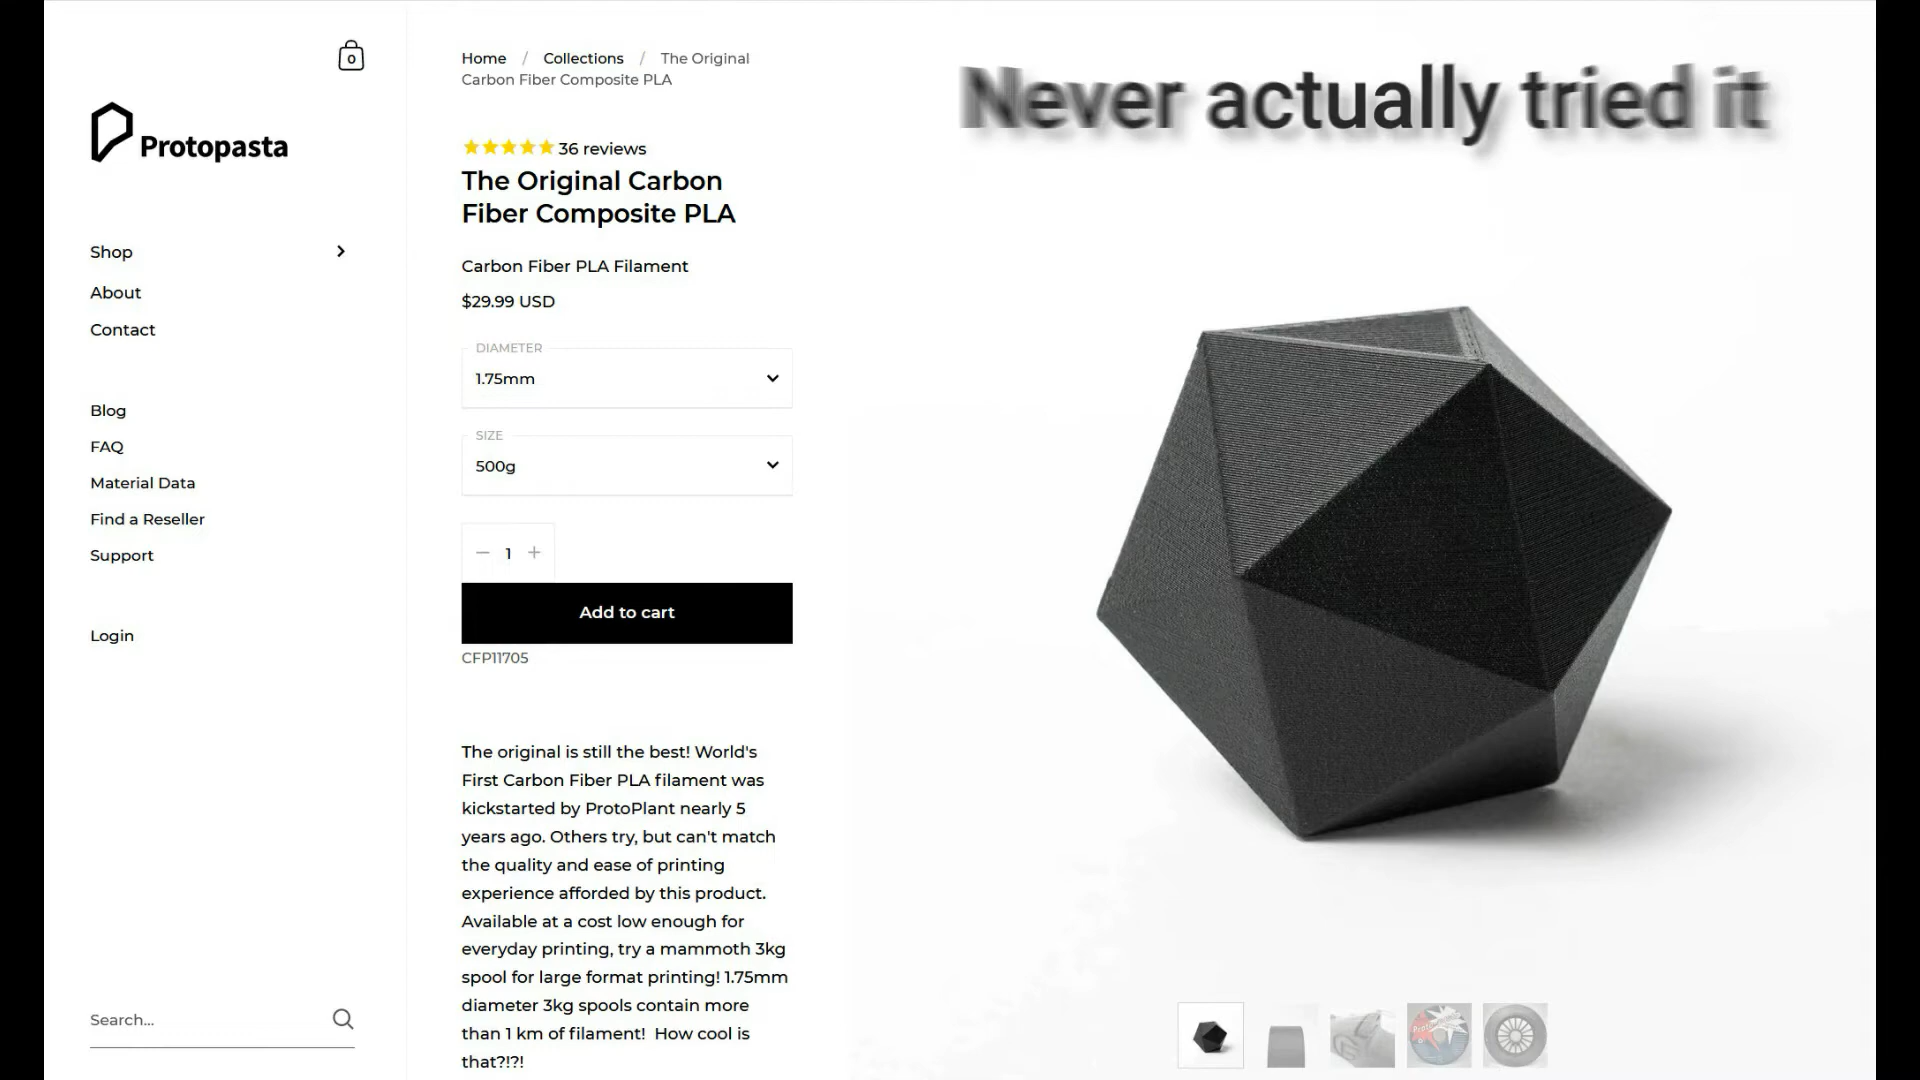 0
Protopasta
Shop
About
Contact
Blog
FAQ
Material Data
Find a Reseller
Support
Login
Search...
Home / Collections / The Original
Carbon Fiber Composite PLA
36 reviews
The Original Carbon
Fiber Composite PLA
Carbon Fiber PLA Filament
$29.99 USD
DIAMETER
1.75mm
SIZE
500g
1
Add to cart
CFP11705
The original is still the best! World's
First Carbon Fiber PLA filament was
kickstarted by ProtoPlant nearly 5
years ago. Others try, but can't match
the quality and ease of printing
experience afforded by this product.
Available at a cost low enough for
everyday printing, try a mammoth 3kg
spool for large format printing! 1.75mm
diameter 3kg spools contain more
than 1 km of filament! How cool is
that?!?!
Never actually tried it